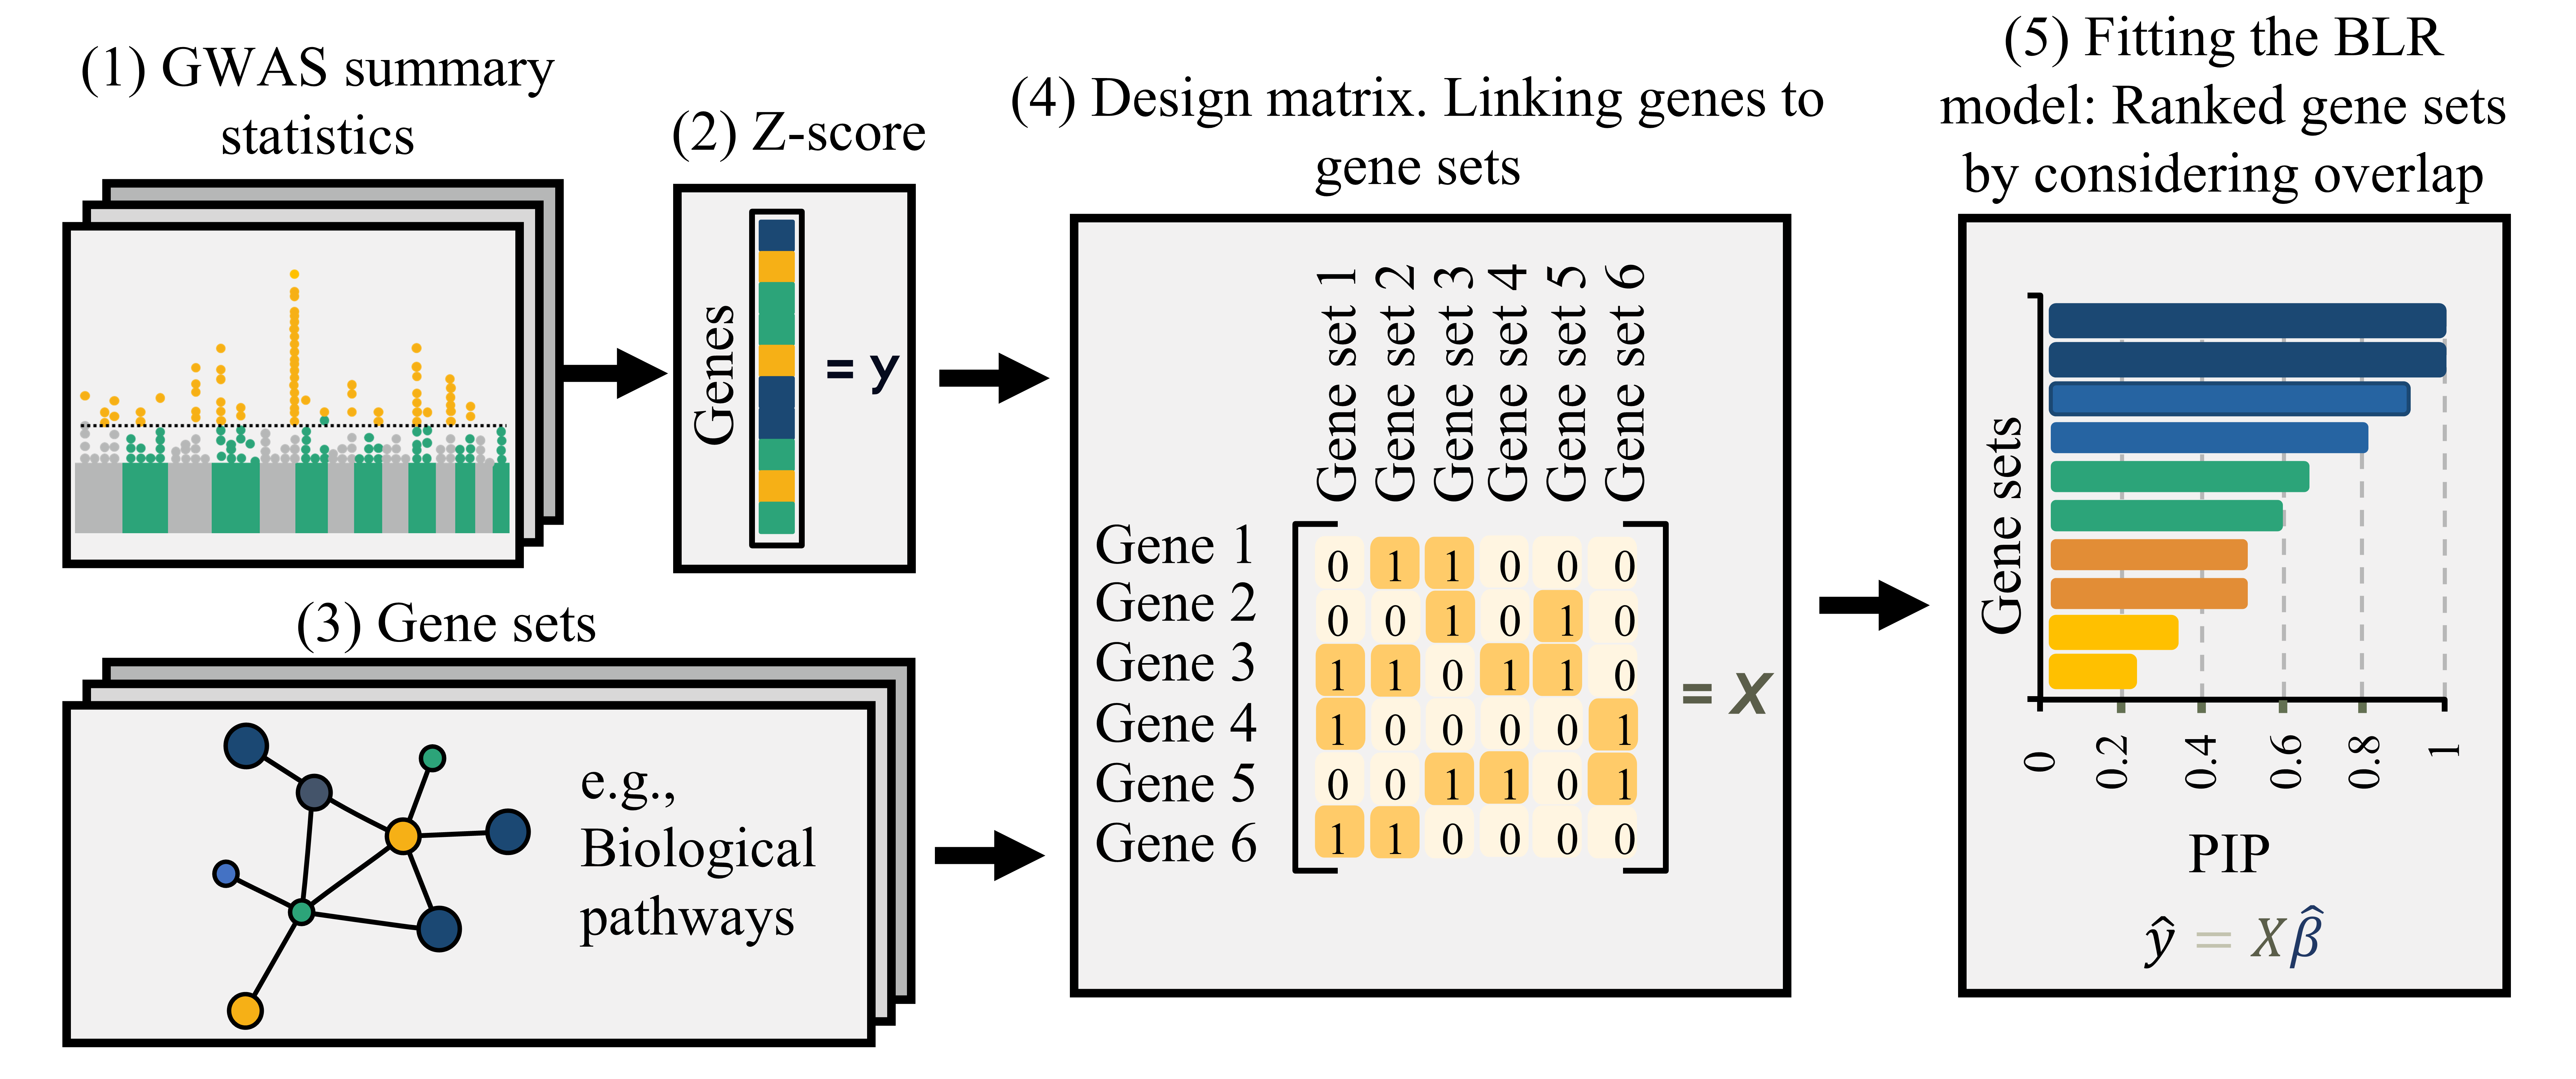 (1) GWAS summary
statistics
(2) Z-score
Genes
= y
(3) Gene sets
e.g.,
Biological
pathways
(4) Design matrix. Linking genes to
gene sets
Gene set 1
Gene set 2
Gene set 3
Gene set 4
Gene set 5
Gene set 6
Gene 1 0 1 1 0 0 0
Gene 2 0 0 1 0 1 0
Gene 3 1 1 0 1 1 0
Gene 4 1 0 0 0 0 1
Gene 5 0 0 1 1 0 1
Gene 6 1 1 0 0 0 0
= X
(5) Fitting the BLR
model: Ranked gene sets
by considering overlap
Gene sets
0 0.2 0.4 0.6 0.8 1
PIP
ŷ = Xβ̂